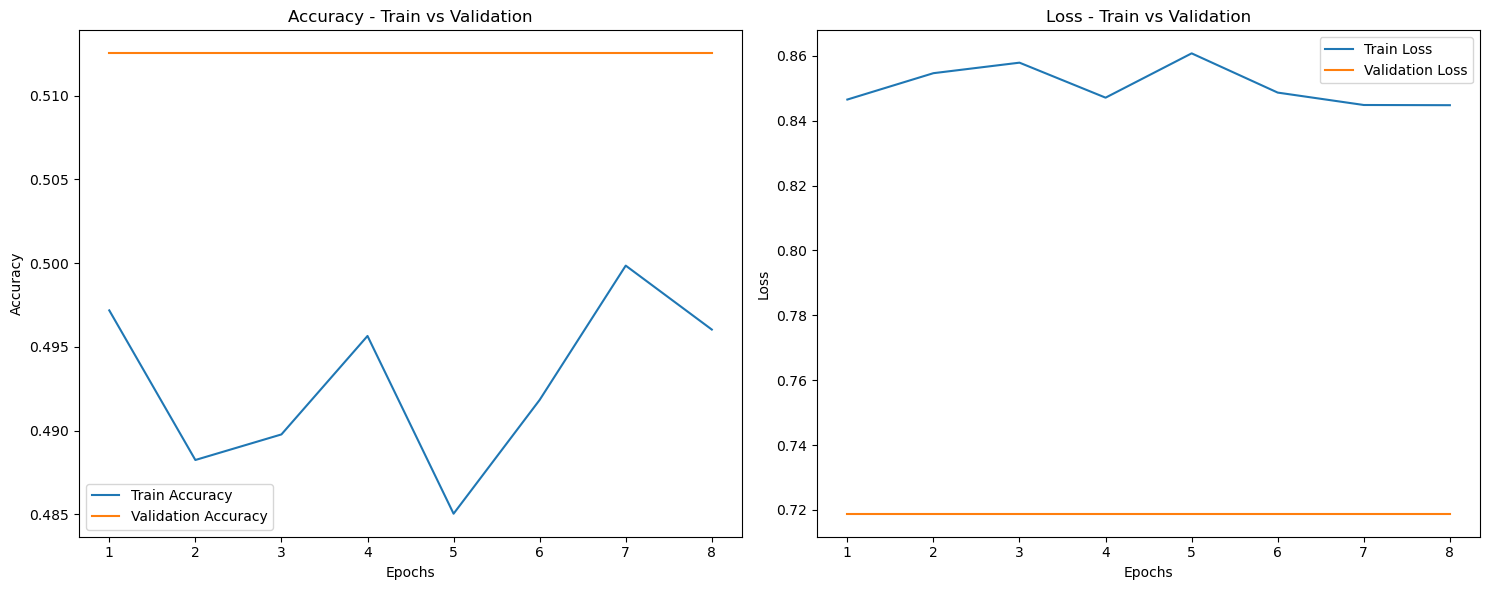 Accuracy - Train vs Validation
Accuracy
0.510
0.505
0.500
0.495
0.490
0.485
Train Accuracy
Validation Accuracy
1 2 3 4 5 6 7 8
Epochs
Loss - Train vs Validation
Loss
0.86
0.84
0.82
0.80
0.78
0.76
0.74
0.72
Train Loss
Validation Loss
1 2 3 4 5 6 7 8
Epochs